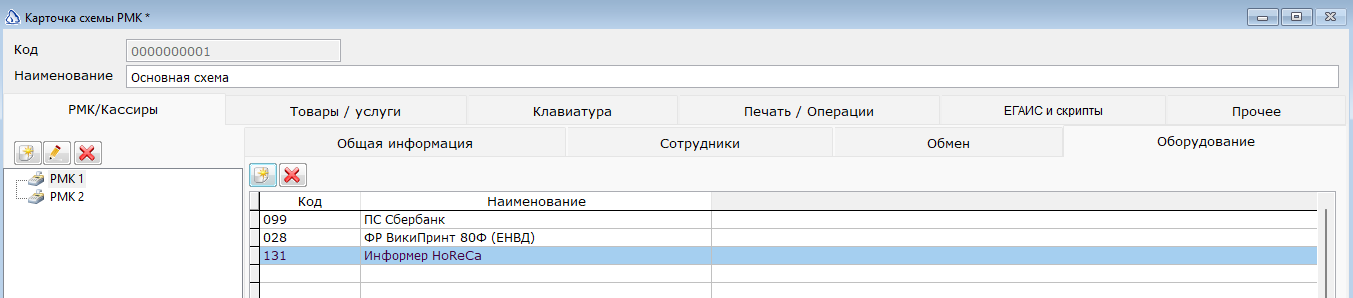 Карточка схемы РМК *
Код 0000000001
Наименование Основная схема
РМК/Кассиры Товары / услуги Клавиатура Печать / Операции ЕГАИС и скрипты Прочее
Общая информация Сотрудники Обмен Оборудование
РМК 1
РМК 2
Код Наименование
099 ПС Сбербанк
028 ФР ВикиПринт 80Ф (ЕНВД)
131 Информер HoReCa